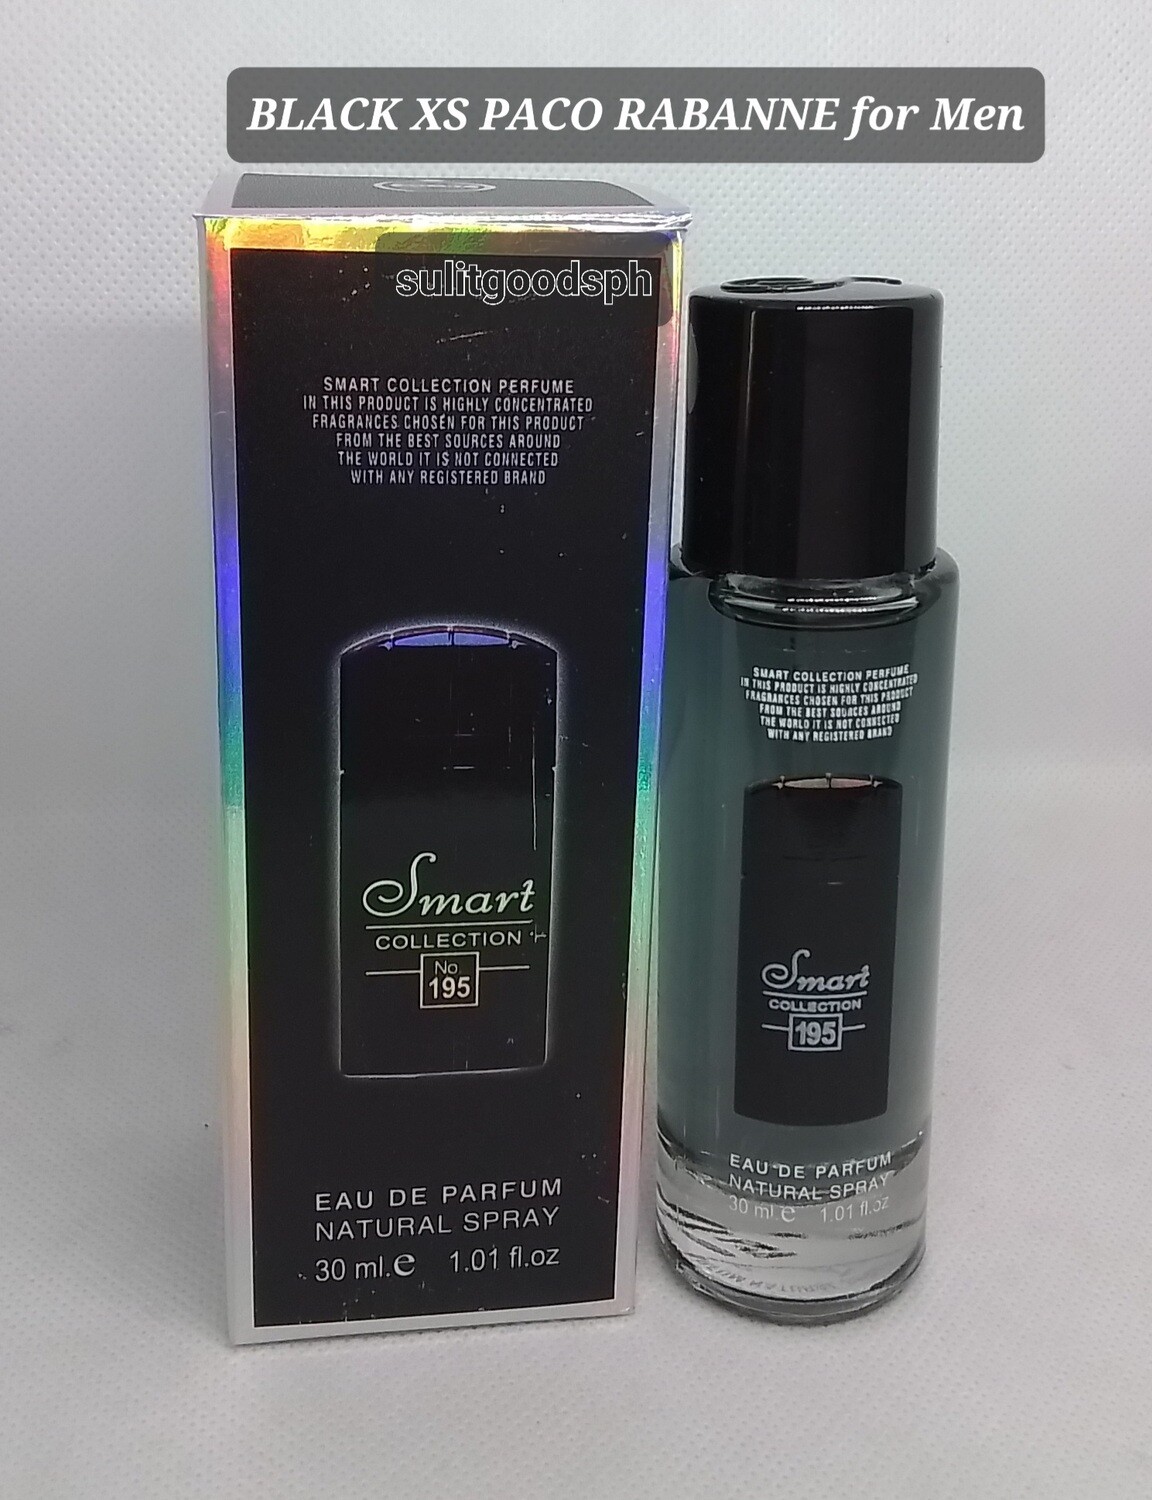 BLACK XS PACO RABANNE for Men
sulitgoodsph
SMART COLLECTION PERFUME
IN THIS PRODUCT IS HIGHLY CONCENTRATED
FRAGRANCES CHOSEN FOR THIS PRODUCT
FROM THE BEST SOURCES AROUND
THE WORLD IT IS NOT CONNECTED
WITH ANY REGISTERED BRAND
Smart
COLLECTION
No
195
EAU DE PARFUM
NATURAL SPRAY
30 ml.e 1.01 fl.oz
SMART COLLECTION PERFUME
IN THIS PRODUCT IS HIGHLY CONCENTRATED
FRAGRANCES CHOSEN FOR THIS PRODUCT
FROM THE BEST SOURCES AROUND
THE WORLD IT IS NOT CONNECTED
WITH ANY REGISTERED BRAND
Smart
COLLECTION
195
EAU DE PARFUM
NATURAL SPRAY
30 ml.e 1.01 fl.oz